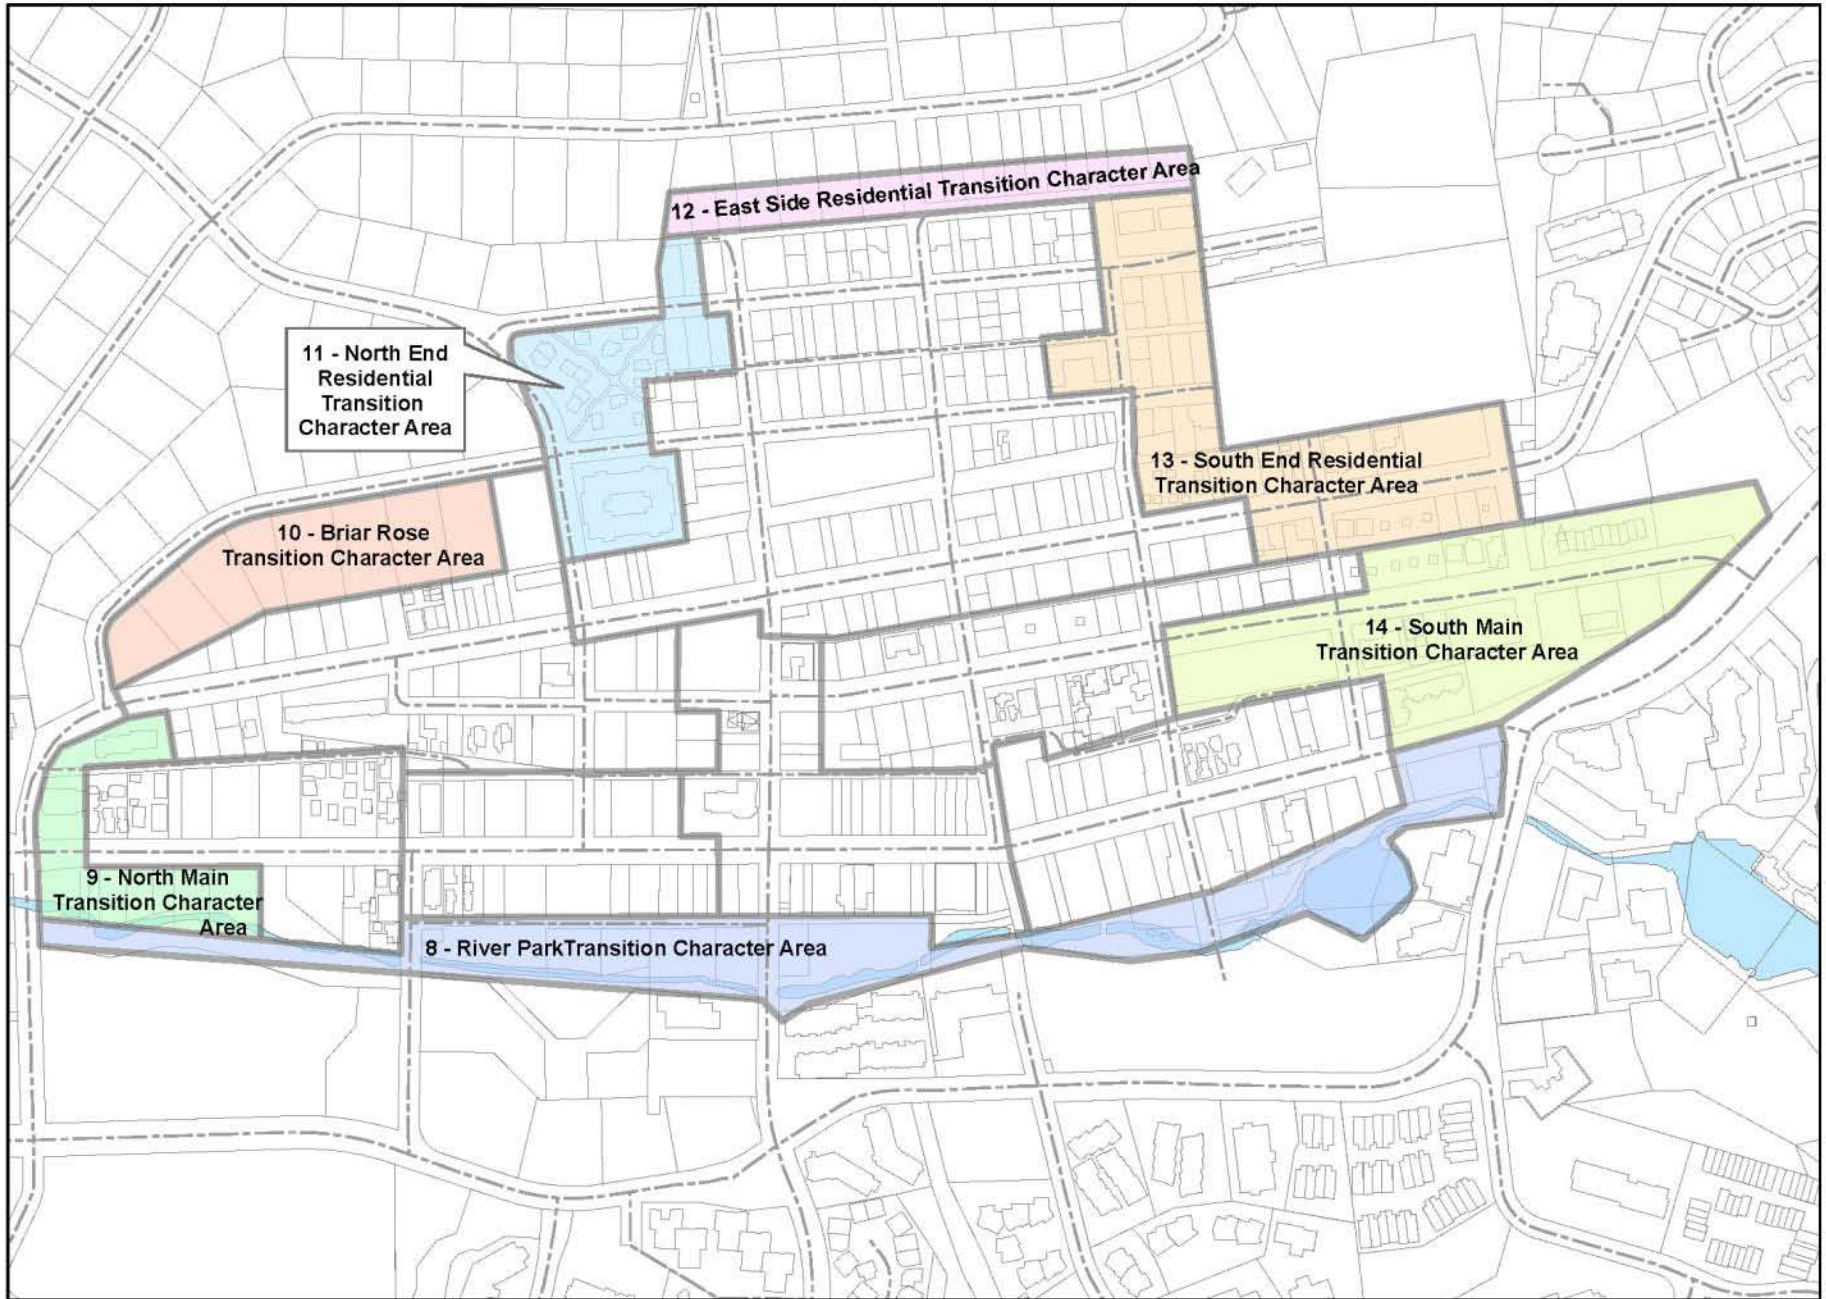 12 - East Side Residential Transition Character Area
11 - North End
Residential
Transition
Character Area
13 - South End Residential
Transition Character Area
10 - Briar Rose
Transition Character Area
14 - South Main
Transition Character Area
9 - North Main
Transition Character
Area
8 - River ParkTransition Character Area